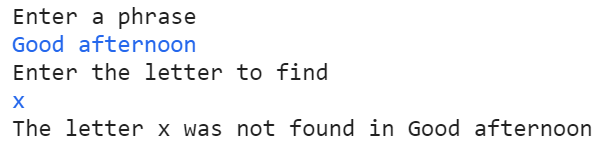 Enter a phrase
Good afternoon
Enter the letter to find
x
The letter x was not found in Good afternoon